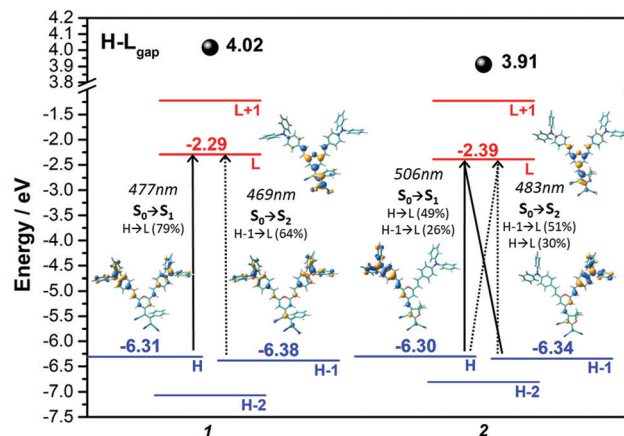 4.2
4.1
4.0
3.9
3.8
-1.5
-2.0
-2.5
-3.0
-3.5
-4.0
-4.5
-5.0
-5.5
-6.0
-6.5
-7.0
-7.5
Energy / eV
H-Lgap
4.02
3.91
L+1
L+1
-2.29
L
-2.39
L
477nm
S0→S1
H→L (79%)
469nm
S0→S2
H-1→L (64%)
506nm
S0→S1
H→L (49%)
H-1→L (26%)
483nm
S0→S2
H-1→L (51%)
H→L (30%)
-6.31
H
-6.38
H-1
-6.30
H
-6.34
H-1
H-2
H-2
1
2